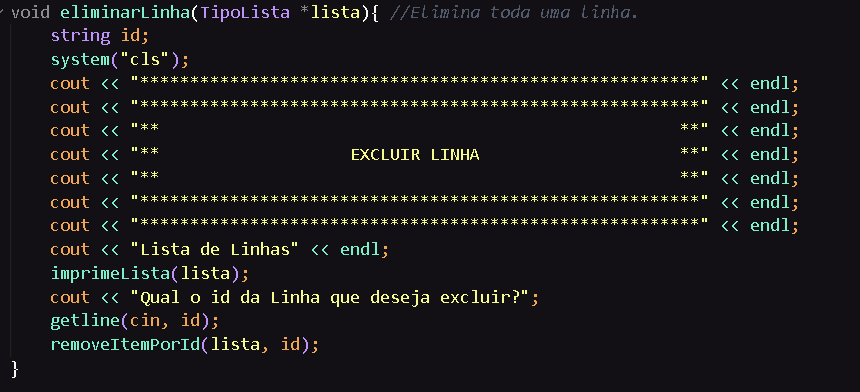 void eliminarLinha(TipoLista *lista){ //Elimina toda uma linha.
    string id;
    system("cls");
    cout << "********************************************************" << endl;
    cout << "********************************************************" << endl;
    cout << "**                                                    **" << endl;
    cout << "**                   EXCLUIR LINHA                    **" << endl;
    cout << "**                                                    **" << endl;
    cout << "********************************************************" << endl;
    cout << "********************************************************" << endl;
    cout << "Lista de Linhas" << endl;
    imprimeLista(lista);
    cout << "Qual o id da Linha que deseja excluir?";
    getline(cin, id);
    removeItemPorId(lista, id);
}